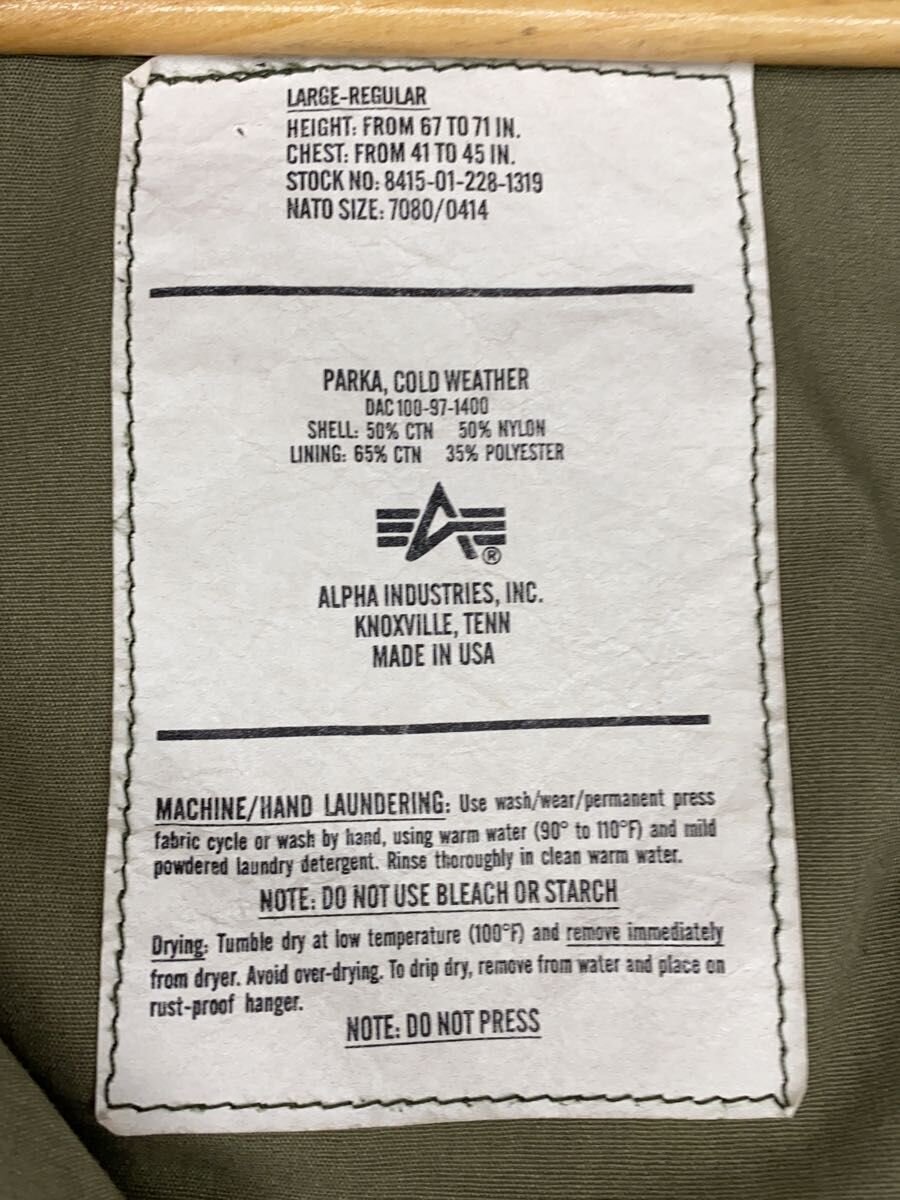 LARGE-REGULAR
HEIGHT: FROM 67 TO 71 IN.
CHEST: FROM 41 TO 45 IN.
STOCK NO: 8415-01-228-1319
NATO SIZE: 7080/0414
PARKA, COLD WEATHER
DAC100-97-1400
SHELL: 50% CTN 50% NYLON
LINING: 65% CTN 35% POLYESTER
®
ALPHA INDUSTRIES, INC.
KNOXVILLE, TENN
MADE IN USA
MACHINE/HAND LAUNDERING: Use wash/wear/permanent press
fabric cycle or wash by hand, using warm water (90° to 110°F) and mild
powdered laundry detergent. Rinse thoroughly in clean warm water.
NOTE: DO NOT USE BLEACH OR STARCH
Drying: Tumble dry at low temperature (100°F) and remove immediately
from dryer. Avoid over-drying. To drip dry, remove from water and place on
rust-proof hanger.
NOTE: DO NOT PRESS